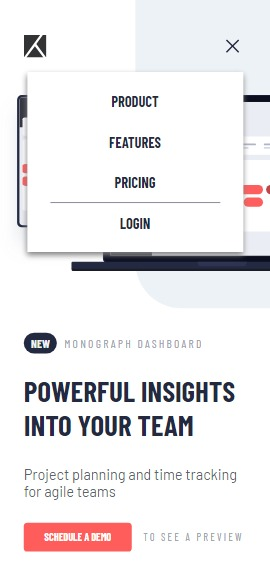 PRODUCT
FEATURES
PRICING
LOGIN
NEW MONOGRAPH DASHBOARD
POWERFUL INSIGHTS
INTO YOUR TEAM
Project planning and time tracking
for agile teams
SCHEDULE A DEMO TO SEE A PREVIEW